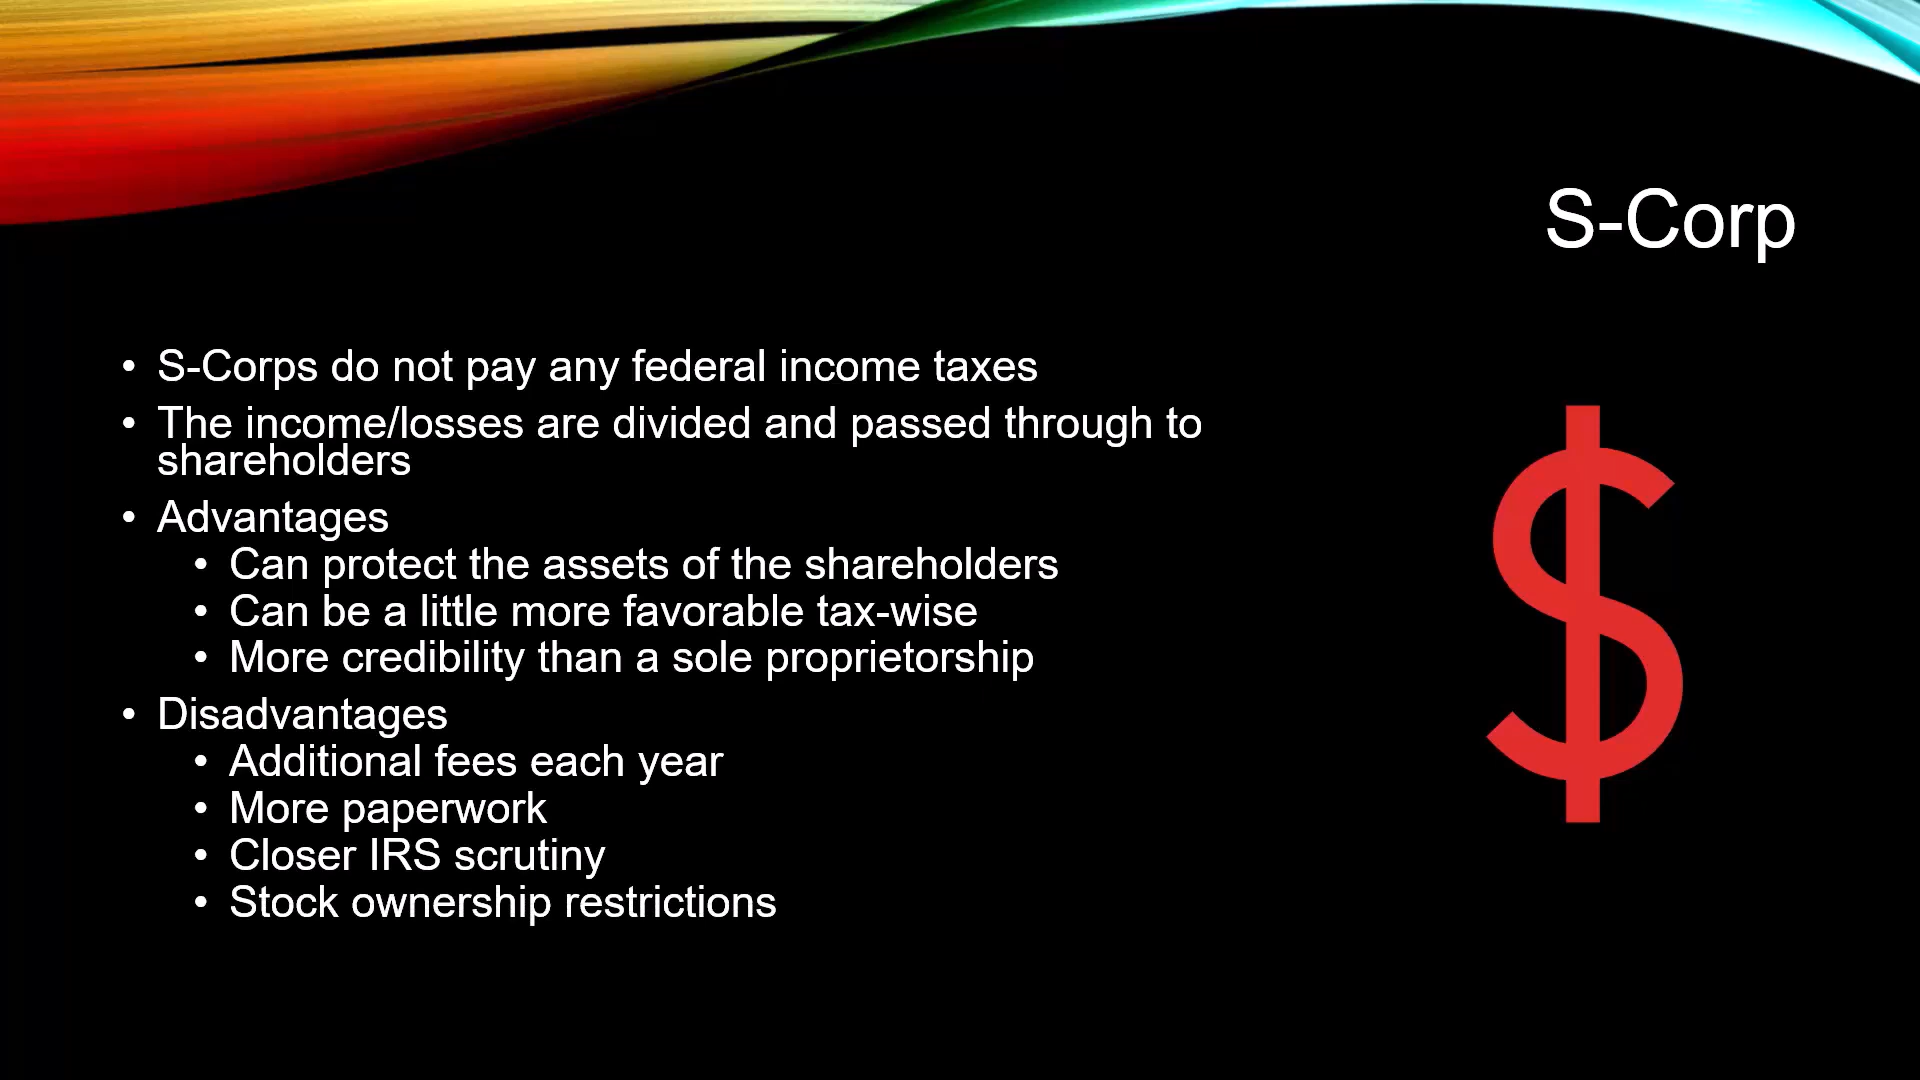 S-Corp
• S-Corps do not pay any federal income taxes
• The income/losses are divided and passed through to
shareholders
• Advantages
• Can protect the assets of the shareholders
• Can be a little more favorable tax-wise
• More credibility than a sole proprietorship
• Disadvantages
• Additional fees each year
• More paperwork
• Closer IRS scrutiny
• Stock ownership restrictions
$